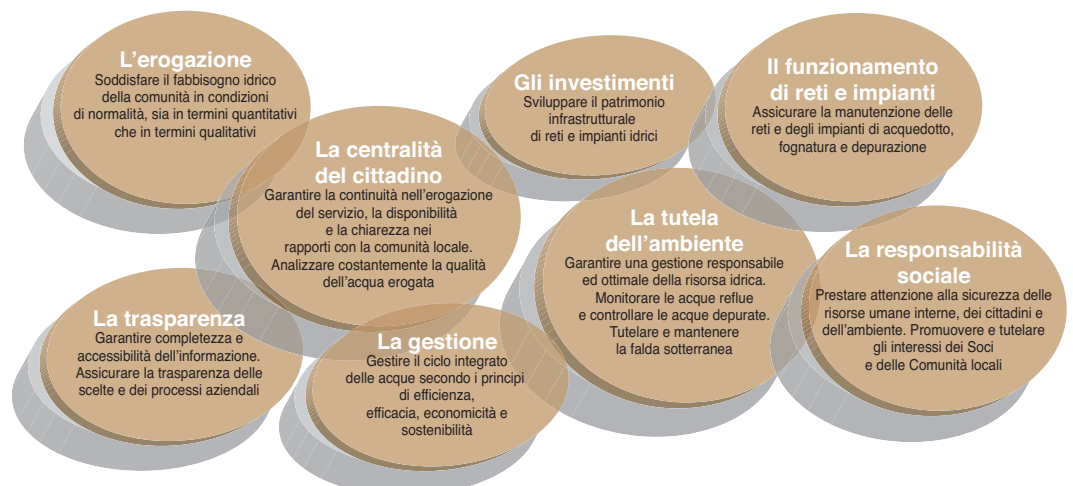 L'erogazione
Soddisfare il fabbisogno idrico
della comunità in condizioni
di normalità, sia in termini quantitativi
che in termini qualitativi
La centralità
del cittadino
Garantire la continuità nell'erogazione
del servizio, la disponibilità
e la chiarezza nei
rapporti con la comunità locale.
Analizzare costantemente la qualità
dell'acqua erogata
Gli investimenti
Sviluppare il patrimonio
infrastrutturale
di reti e impianti idrici
Il funzionamento
di reti e impianti
Assicurare la manutenzione delle
reti e degli impianti di acquedotto,
fognatura e depurazione
La trasparenza
Garantire completezza e
accessibilità dell'informazione.
Assicurare la trasparenza delle
scelte e dei processi aziendali
La gestione
Gestire il ciclo integrato
delle acque secondo i principi
di efficienza,
efficacia, economicità e
sostenibilità
La tutela
dell'ambiente
Garantire una gestione responsabile
ed ottimale della risorsa idrica.
Monitorare le acque reflue
e controllare le acque depurate.
Tutelare e mantenere
la falda sotterranea
La responsabilità
sociale
Prestare attenzione alla sicurezza delle
risorse umane interne, dei cittadini e
dell'ambiente. Promuovere e tutelare
gli interessi dei Soci
e delle Comunità locali